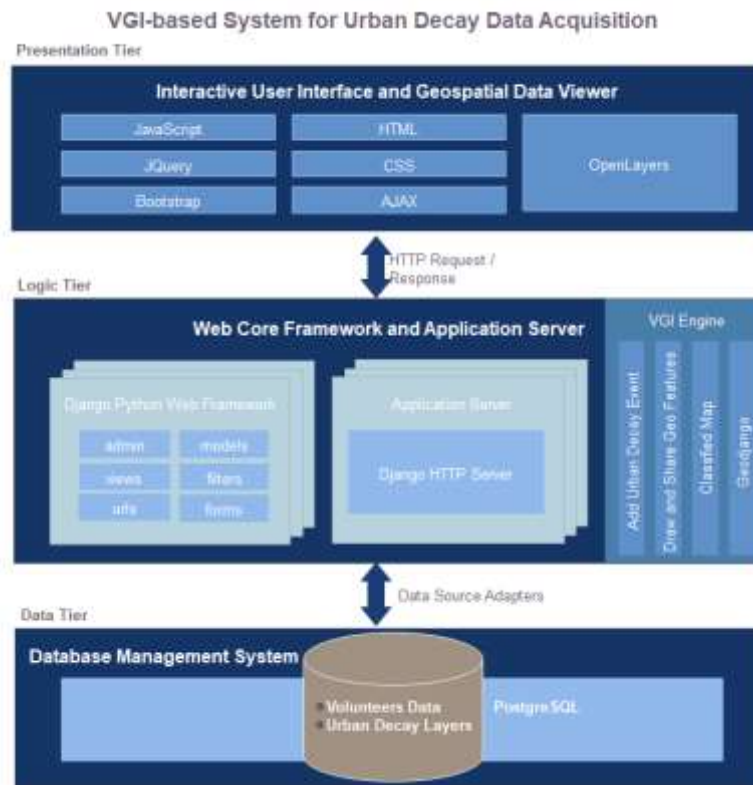 VGI-based System for Urban Decay Data Acquisition
Presentation Tier
Interactive User Interface and Geospatial Data Viewer
JavaScript
HTML
JQuery
CSS
OpenLayers
Bootstrap
AJAX
HTTP Request /
Response
Logic Tier
Web Core Framework and Application Server
VGI Engine
Django Python Web Framework
admin
models
views
filters
urls
forms
Application Server
Django HTTP Server
Add Urban Decay Event
Draw and Share Geo Features
Classified Map
Geodjango
Data Source Adapters
Data Tier
Database Management System
Volunteers Data
Urban Decay Layers
PostgreSQL